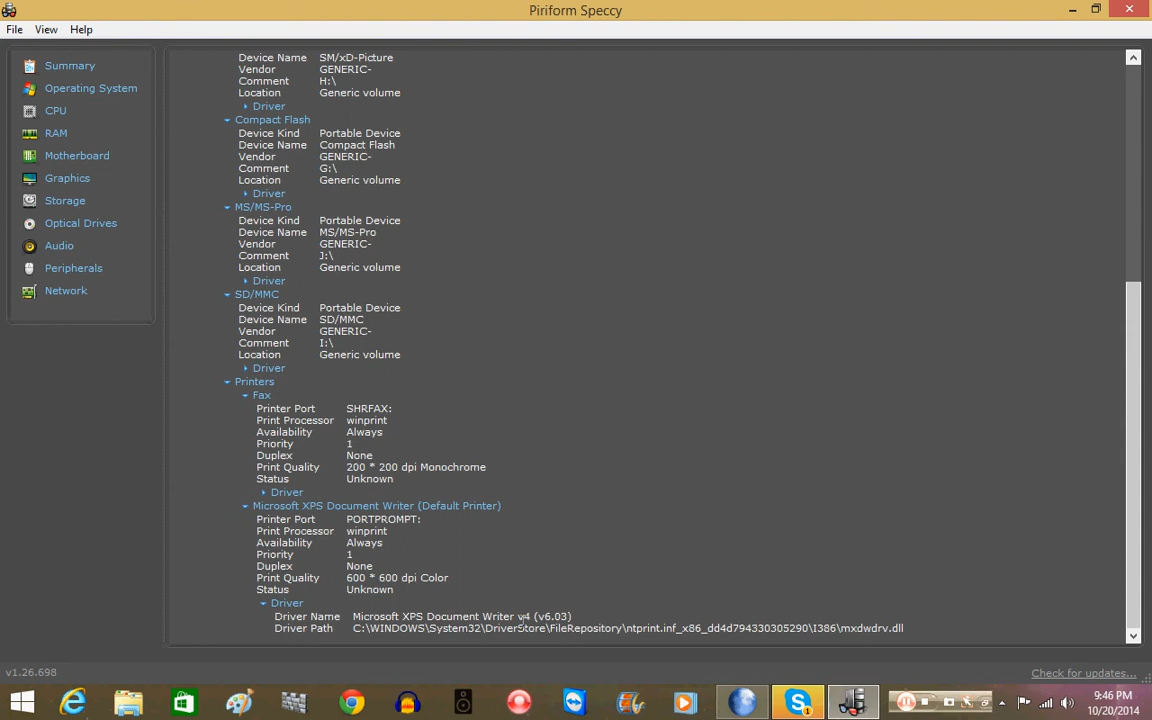 Piriform Speccy
File View Help
Summary
Operating System
CPU
RAM
Motherboard
Graphics
Storage
Optical Drives
Audio
Peripherals
Network
Device Name SM/xD-Picture
Vendor GENERIC-
Comment H:\
Location Generic volume
Driver
Compact Flash
Device Kind Portable Device
Device Name Compact Flash
Vendor GENERIC-
Comment G:\
Location Generic volume
Driver
MS/MS-Pro
Device Kind Portable Device
Device Name MS/MS-Pro
Vendor GENERIC-
Comment J:\
Location Generic volume
Driver
SD/MMC
Device Kind Portable Device
Device Name SD/MMC
Vendor GENERIC-
Comment I:\
Location Generic volume
Driver
Printers
Fax
Printer Port SHRFAX:
Print Processor winprint
Availability Always
Priority 1
Duplex None
Print Quality 200 * 200 dpi Monochrome
Status Unknown
Driver
Microsoft XPS Document Writer (Default Printer)
Printer Port PORTPROMPT:
Print Processor winprint
Availability Always
Priority 1
Duplex None
Print Quality 600 * 600 dpi Color
Status Unknown
Driver
Driver Name Microsoft XPS Document Writer v4 (v6.03)
Driver Path C:\WINDOWS\System32\DriverStore\FileRepository\ntprint.inf_x86_dd4d794330305290\I386\mxdwdrv.dll
v1.26.698
Check for updates...
9:46 PM
10/20/2014